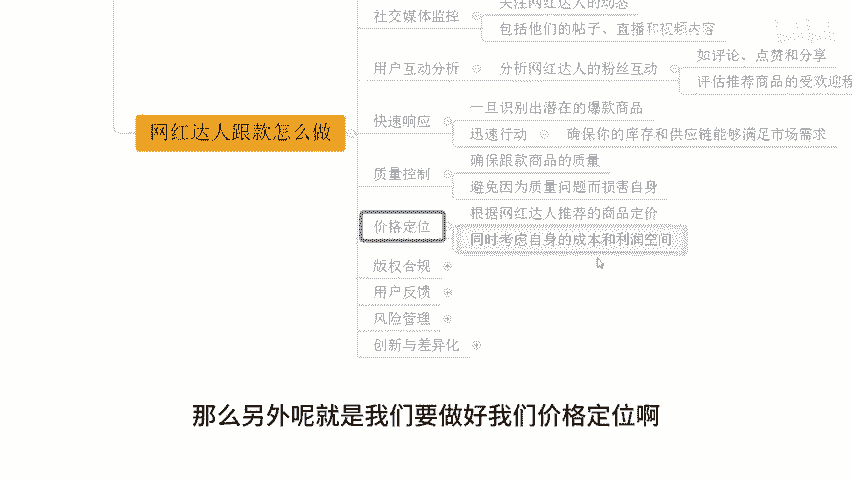 关注网红达人的动态
社交媒体监控
包括他们的帖子、直播和视频内容
如评论、点赞和分享
用户互动分析
分析网红达人的粉丝互动
评估推荐商品的受欢迎程
一旦识别出潜在的爆款商品
快速响应
迅速行动
确保你的库存和供应链能够满足市场需求
网红达人跟款怎么做
确保跟款商品的质量
质量控制
避免因为质量问题而损害自身
根据网红达人推荐的商品定价
价格定位
同时考虑自身的成本和利润空间
版权合规
用户反馈
风险管理
创新与差异化
那么另外呢就是我们要做好我们价格定位啊